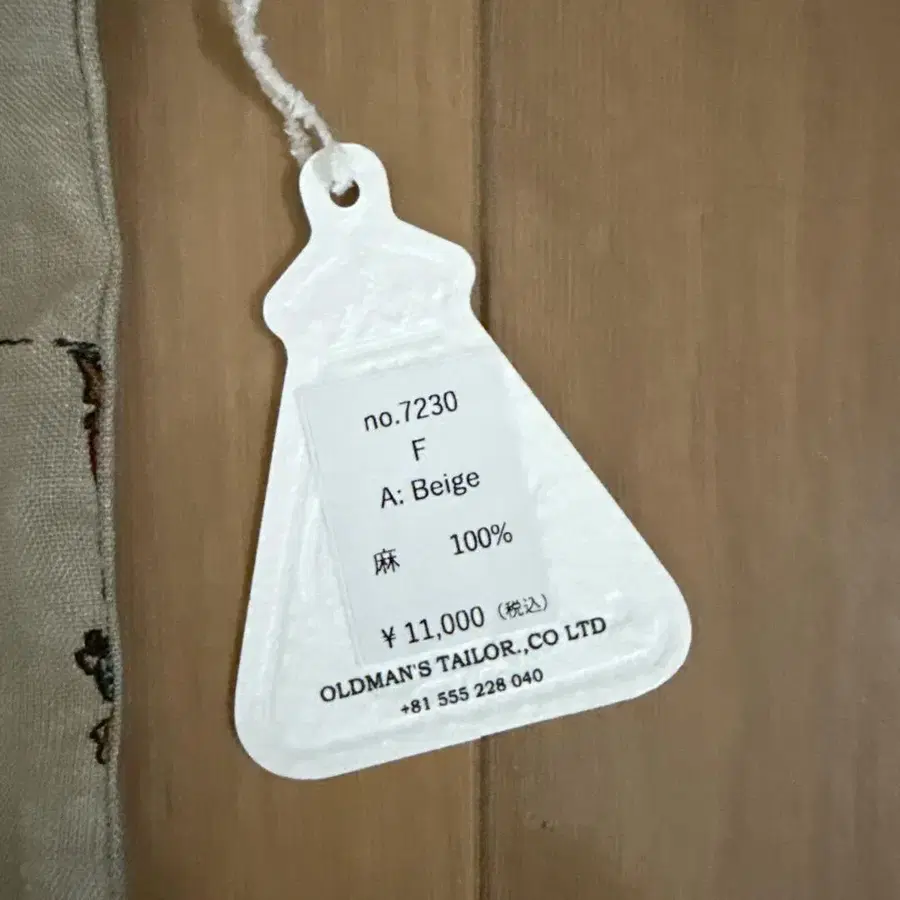 no.7230
F
A: Beige
麻 100%
¥ 11,000 (税込)
OLDMAN'S TAILOR.,CO LTD
+81 555 228 040